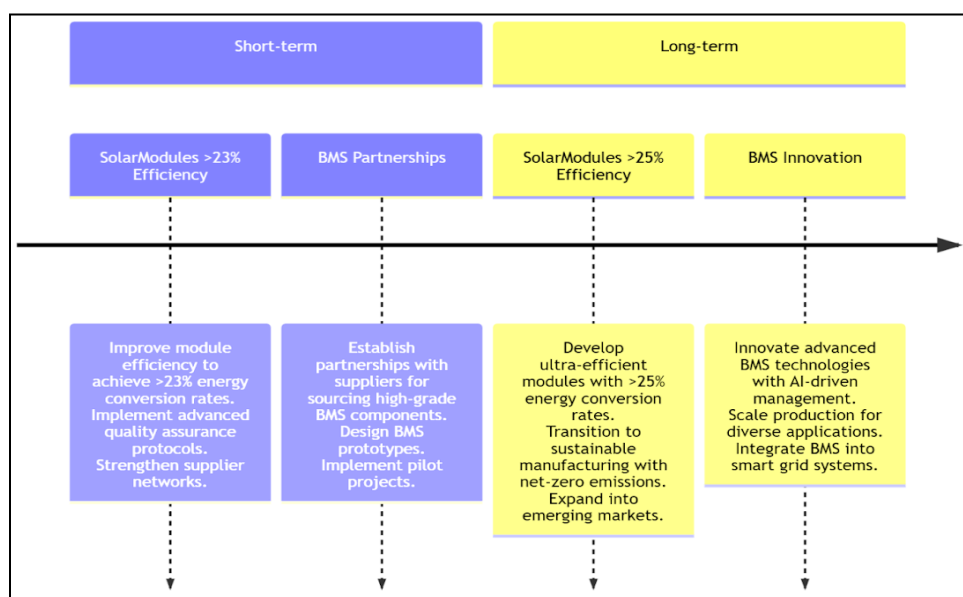 Short-term
Long-term
SolarModules >23%
Efficiency
BMS Partnerships
SolarModules >25%
Efficiency
BMS Innovation
Improve module
efficiency to
achieve >23% energy
conversion rates.
Implement advanced
quality assurance
protocols.
Strengthen supplier
networks.
Establish
partnerships with
suppliers for
sourcing high-grade
BMS components.
Design BMS
prototypes.
Implement pilot
projects.
Develop
ultra-efficient
modules with >25%
energy conversion
rates.
Transition to
sustainable
manufacturing with
net-zero emissions.
Expand into
emerging markets.
Innovate advanced
BMS technologies
with AI-driven
management.
Scale production for
diverse applications.
Integrate BMS into
smart grid systems.